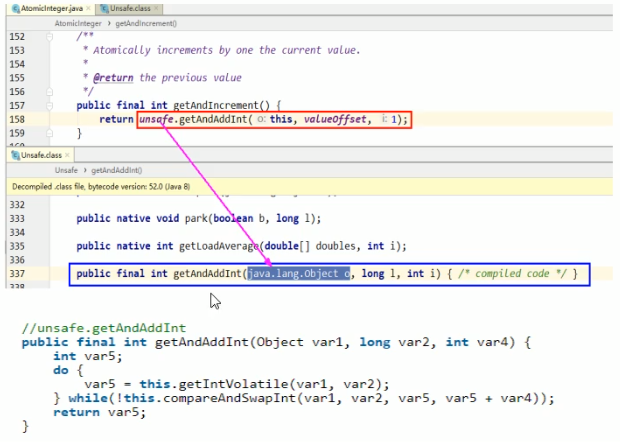 AtomicInteger.java × Unsafe.class ×
AtomicInteger › getAndIncrement()
152 /**
153 * Atomically increments by one the current value.
154 *
155 * @return the previous value
156 */
157 public final int getAndIncrement() {
158 return unsafe.getAndAddInt( o: this, valueOffset, i: 1);
159 }
160
Unsafe.class ×
Unsafe › getAndAddInt()
Decompiled .class file, bytecode version: 52.0 (Java 8)
332
333 public native void park(boolean b, long l);
334
335 public native int getLoadAverage(double[] doubles, int i);
336
337 public final int getAndAddInt(java.lang.Object o, long l, int i) { /* compiled code */ }
338
//unsafe.getAndAddInt
public final int getAndAddInt(Object var1, long var2, int var4) {
int var5;
do {
var5 = this.getIntVolatile(var1, var2);
} while(!this.compareAndSwapInt(var1, var2, var5, var5 + var4));
return var5;
}